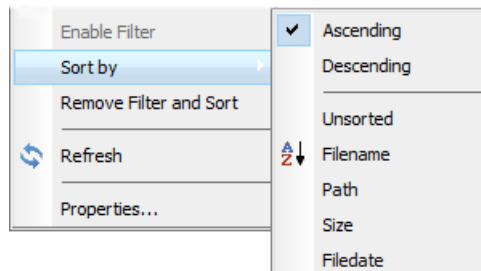 Enable Filter
Sort by
Remove Filter and Sort
Refresh
Properties...
Ascending
Descending
Unsorted
Filename
Path
Size
Filedate